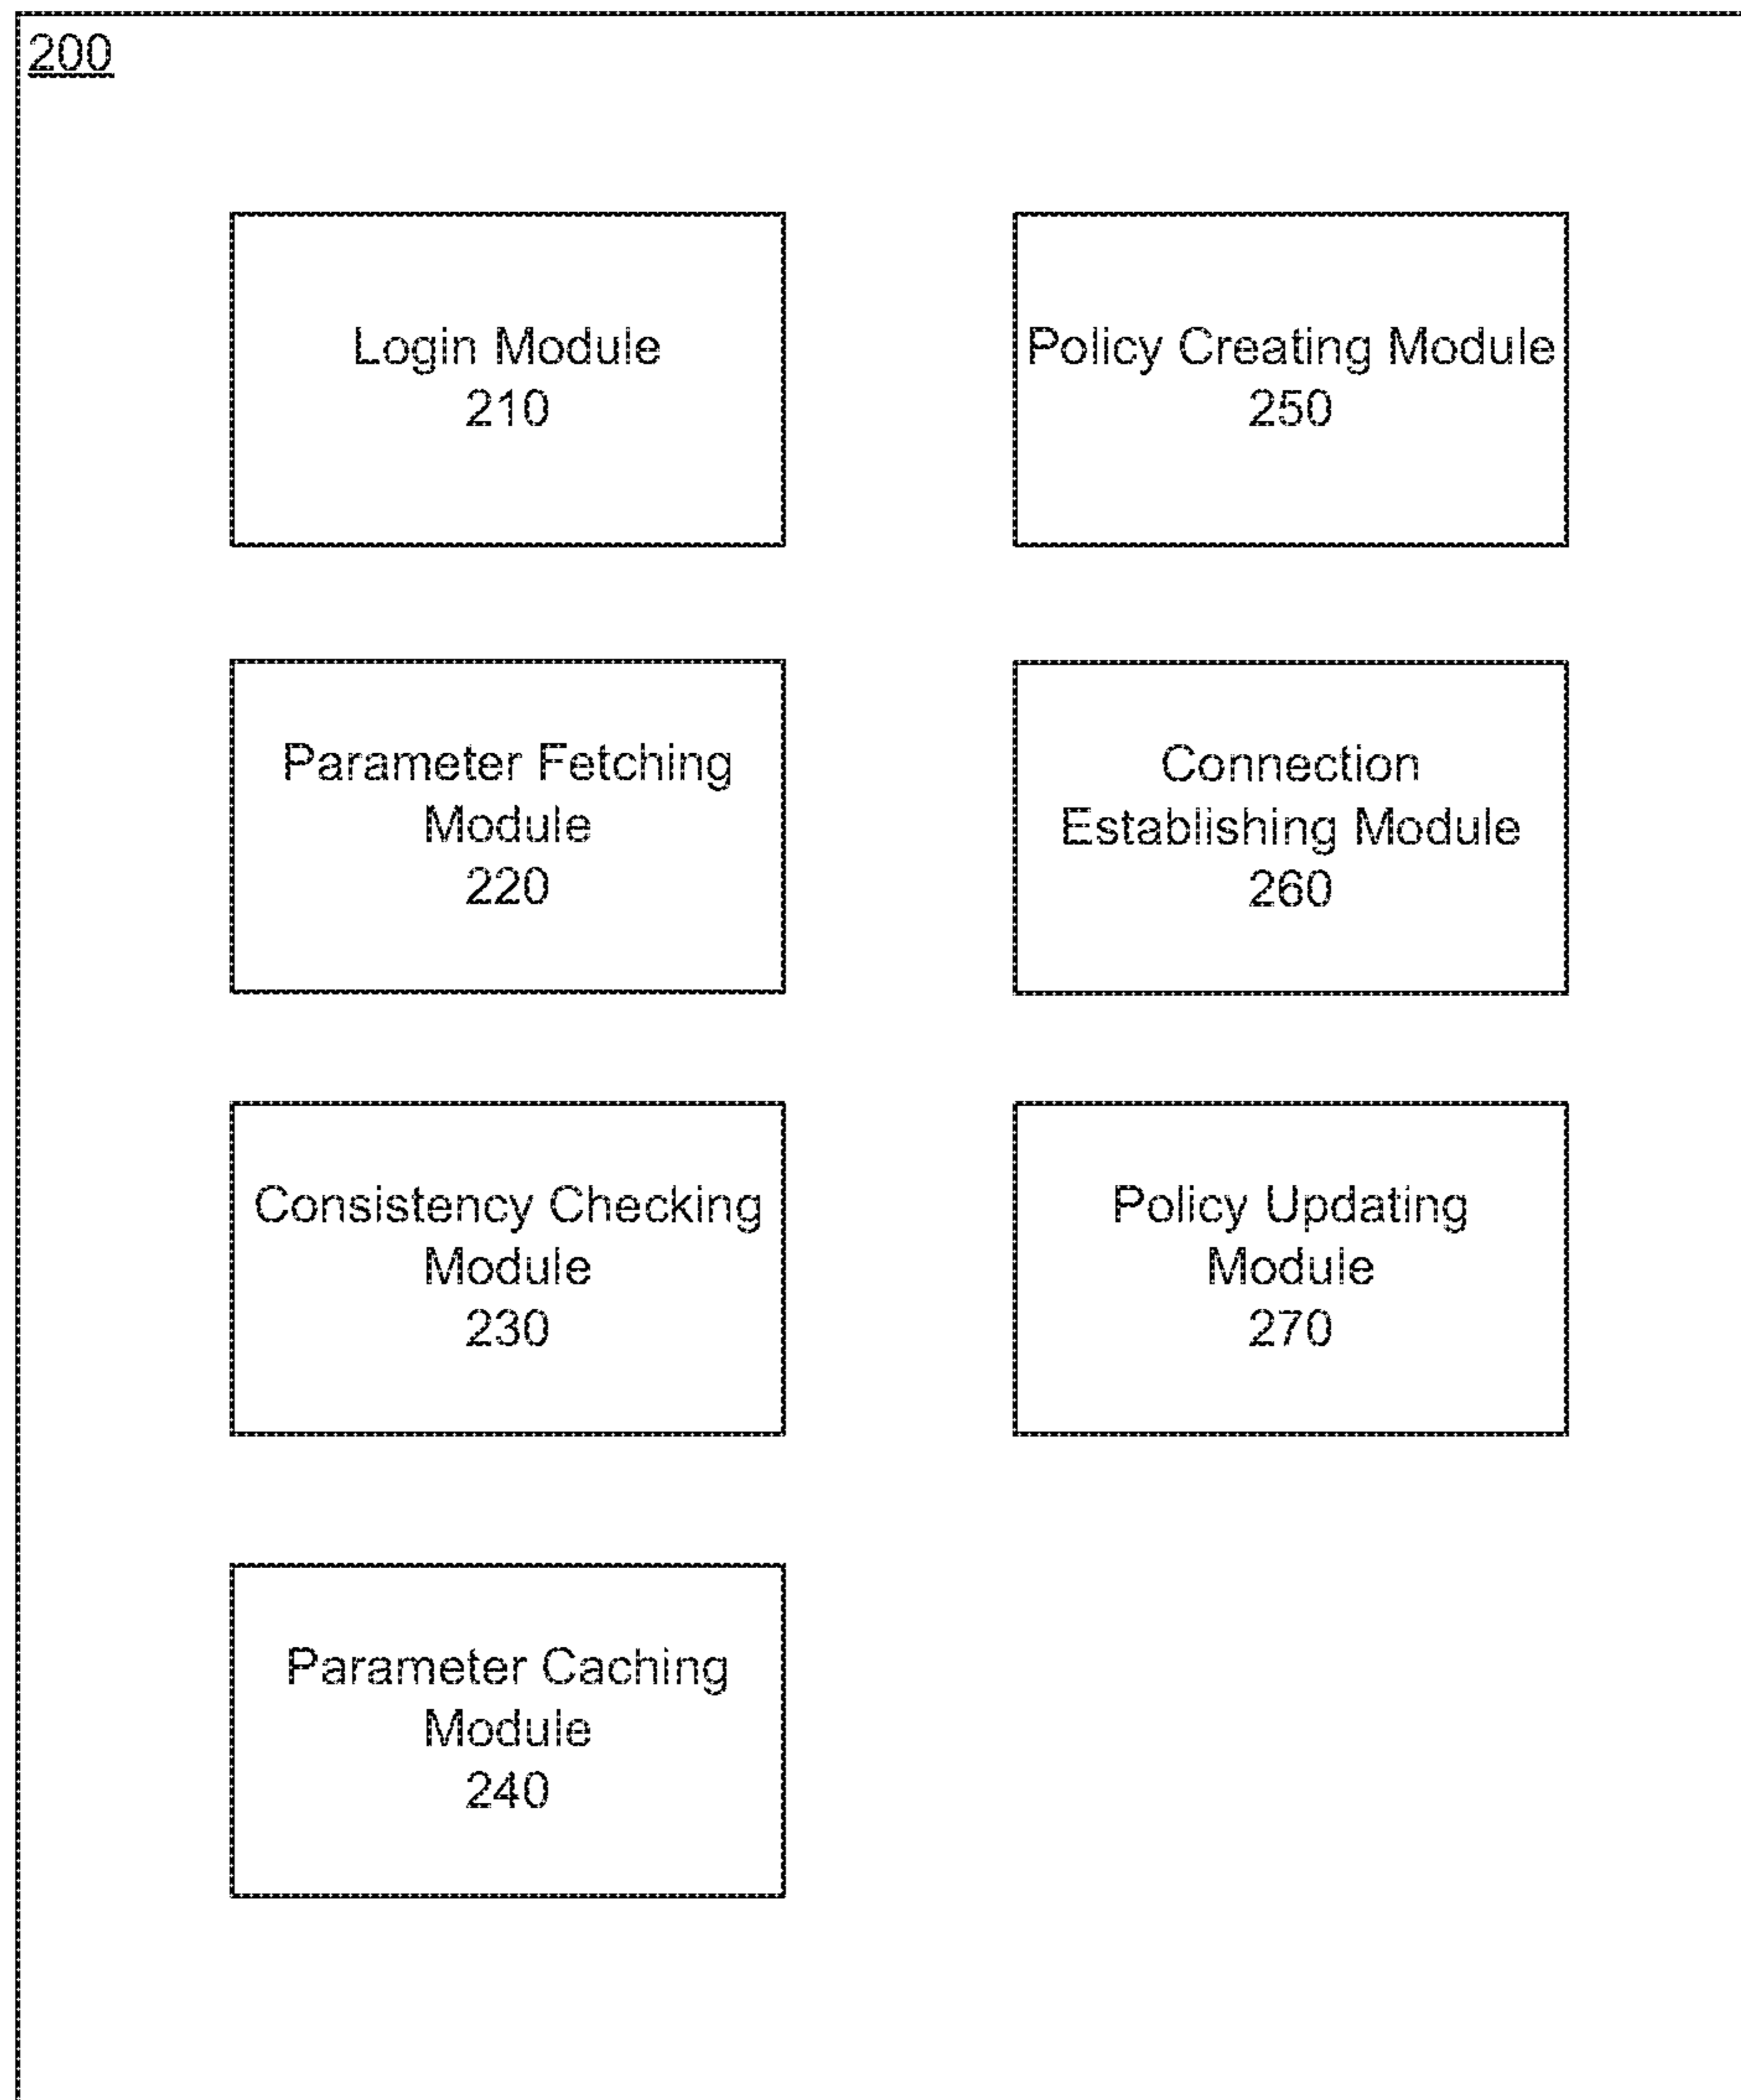 200
Login Module
210
Parameter Fetching
Module
220
Consistency Checking
Module
230
Parameter Caching
Module
240
Policy Creating Module
250
Connection
Establishing Module
260
Policy Updating
Module
270